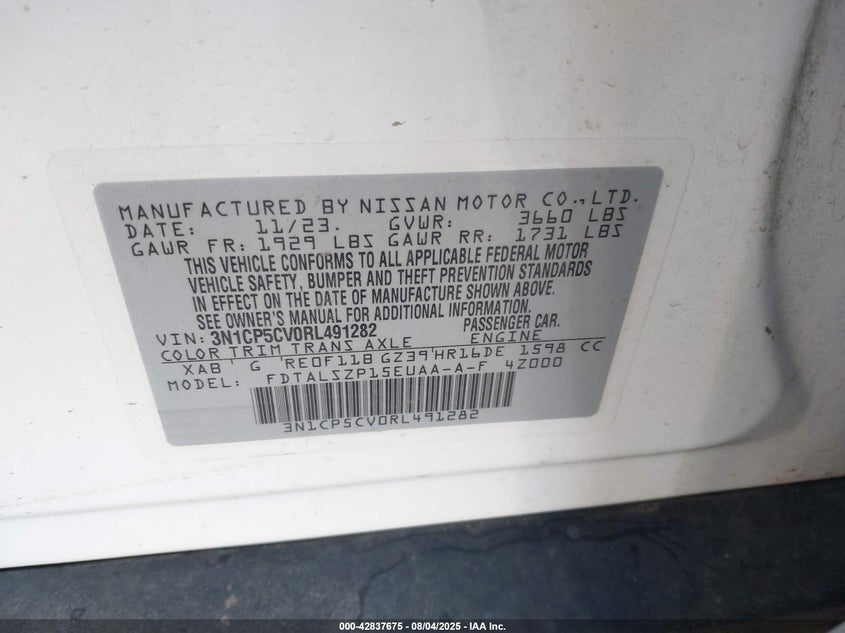 MANUFACTURED BY NISSAN MOTOR CO., LTD.
DATE: 11/23. GVWR: 3660 LBS
GAWR FR: 1929 LBS GAWR RR: 1731 LBS
THIS VEHICLE CONFORMS TO ALL APPLICABLE FEDERAL MOTOR
VEHICLE SAFETY, BUMPER AND THEFT PREVENTION STANDARDS
IN EFFECT ON THE DATE OF MANUFACTURE SHOWN ABOVE.
SEE OWNER'S MANUAL FOR ADDITIONAL INFORMATION.
VIN: 3N1CP5CV0RL491282 PASSENGER CAR.
COLOR TRIM TRANS AXLE ENGINE
XAB G RE0F11B GZ39 HR16DE 1598 CC
MODEL: FDTALSZP15EUAA-A-F 4Z000
3N1CP5CV0RL491282
000-42837675 - 08/04/2025 - IAA Inc.